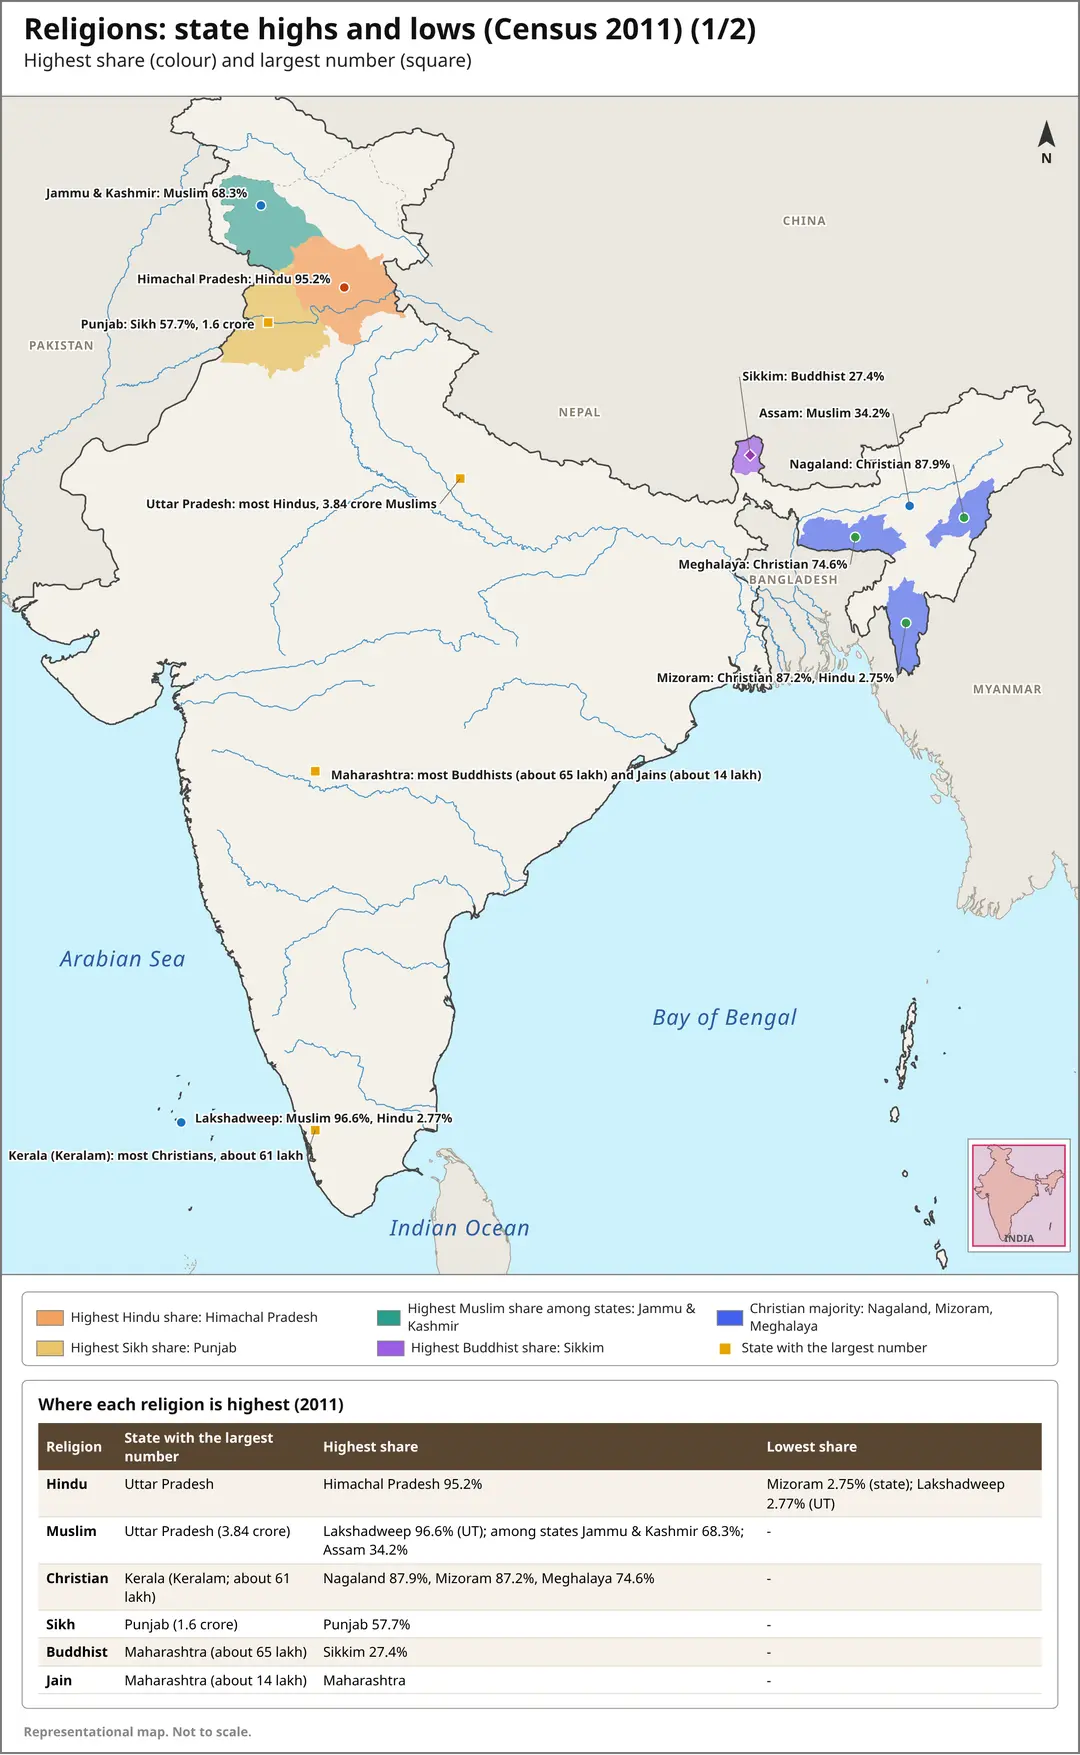 Religions: state highs and lows (Census 2011) (1/2)
Highest share (colour) and largest number (square)
N
CHINA
Jammu & Kashmir: Muslim 68.3%
Himachal Pradesh: Hindu 95.2%
Punjab: Sikh 57.7%, 1.6 crore
PAKISTAN
Sikkim: Buddhist 27.4%
NEPAL
Assam: Muslim 34.2%
Nagaland: Christian 87.9%
Uttar Pradesh: most Hindus, 3.84 crore Muslims
Meghalaya: Christian 74.6%
BANGLADESH
Mizoram: Christian 87.2%, Hindu 2.75%
MYANMAR
Maharashtra: most Buddhists (about 65 lakh) and Jains (about 14 lakh)
Arabian Sea
Bay of Bengal
Lakshadweep: Muslim 96.6%, Hindu 2.77%
Kerala (Keralam): most Christians, about 61 lakh
Indian Ocean
INDIA
Highest Hindu share: Himachal Pradesh
Highest Muslim share among states: Jammu &
Kashmir
Christian majority: Nagaland, Mizoram,
Meghalaya
Highest Sikh share: Punjab
Highest Buddhist share: Sikkim
State with the largest number
Where each religion is highest (2011)
Religion State with the largest number Highest share Lowest share
Hindu Uttar Pradesh Himachal Pradesh 95.2% Mizoram 2.75% (state); Lakshadweep
2.77% (UT)
Muslim Uttar Pradesh (3.84 crore) Lakshadweep 96.6% (UT); among states Jammu & Kashmir 68.3%; -
Assam 34.2%
Christian Kerala (Keralam; about 61 Nagaland 87.9%, Mizoram 87.2%, Meghalaya 74.6% -
lakh)
Sikh Punjab (1.6 crore) Punjab 57.7% -
Buddhist Maharashtra (about 65 lakh) Sikkim 27.4% -
Jain Maharashtra (about 14 lakh) Maharashtra -
Representational map. Not to scale.